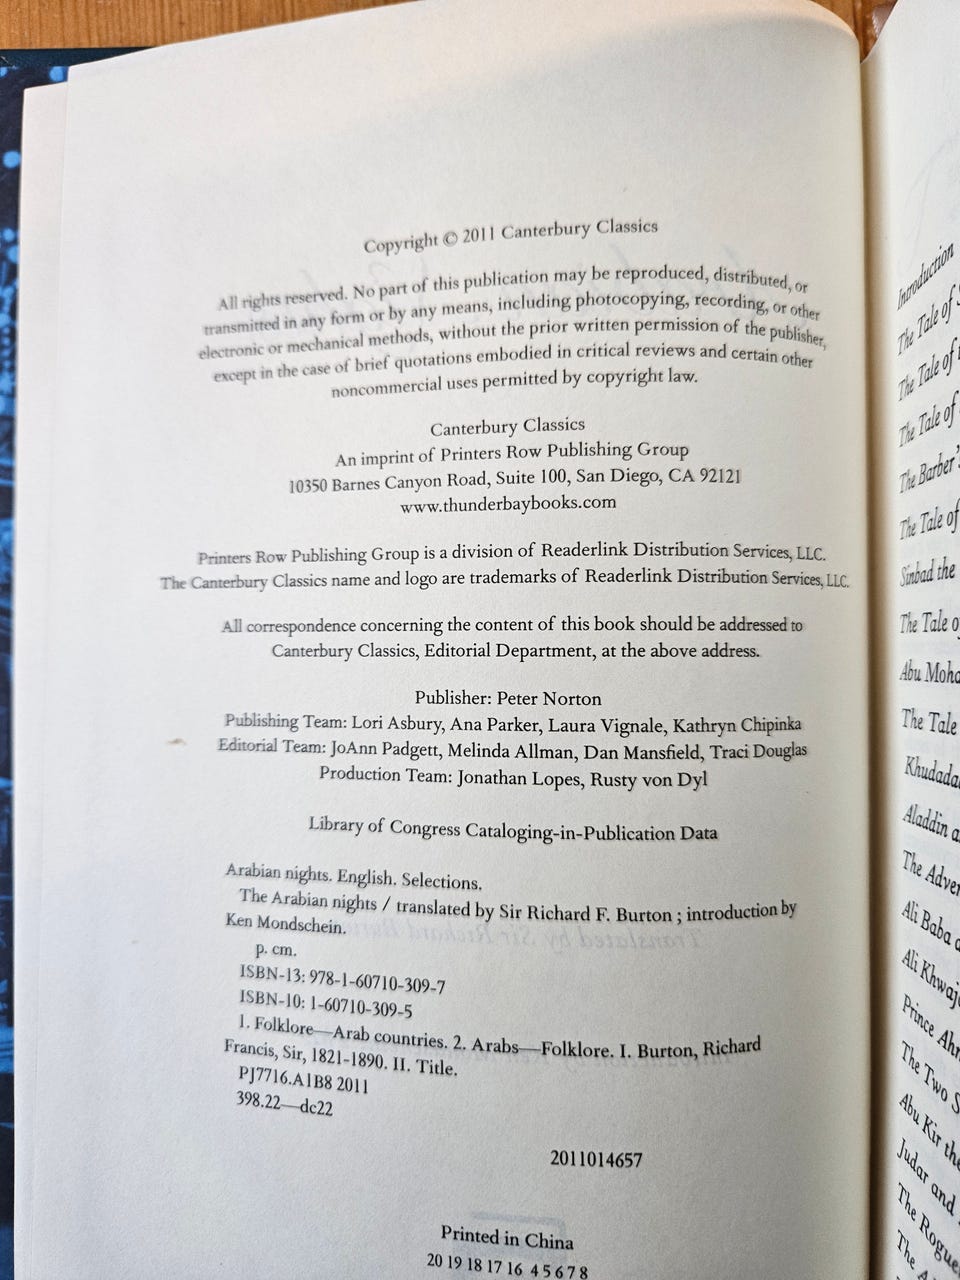 Copyright © 2011 Canterbury Classics
All rights reserved. No part of this publication may be reproduced, distributed, or
transmitted in any form or by any means, including photocopying, recording, or other
electronic or mechanical methods, without the prior written permission of the publisher,
except in the case of brief quotations embodied in critical reviews and certain other
noncommercial uses permitted by copyright law.
Canterbury Classics
An imprint of Printers Row Publishing Group
10350 Barnes Canyon Road, Suite 100, San Diego, CA 92121
www.thunderbaybooks.com
Printers Row Publishing Group is a division of Readerlink Distribution Services, LLC.
The Canterbury Classics name and logo are trademarks of Readerlink Distribution Services, LLC.
All correspondence concerning the content of this book should be addressed to
Canterbury Classics, Editorial Department, at the above address.
Publisher: Peter Norton
Publishing Team: Lori Asbury, Ana Parker, Laura Vignale, Kathryn Chipinka
Editorial Team: JoAnn Padgett, Melinda Allman, Dan Mansfield, Traci Douglas
Production Team: Jonathan Lopes, Rusty von Dyl
Library of Congress Cataloging-in-Publication Data
Arabian nights. English. Selections.
The Arabian nights / translated by Sir Richard F. Burton ; introduction by
Ken Mondschein.
p. cm.
ISBN-13: 978-1-60710-309-7
ISBN-10: 1-60710-309-5
1. Folklore—Arab countries. 2. Arabs—Folklore. I. Burton, Richard
Francis, Sir, 1821-1890. II. Title.
PJ7716.A1B8 2011
398.22—dc22
2011014657
Printed in China
20 19 18 17 16 4 5 6 7 8
Introduction
The Tale of
The Tale of
The Tale of
The Barber's
The Tale of
Sinbad the
The Tale
Abu
The Tale
Aladdin
The
Ali Baba
Ali
Prince
The Two
Abu Kir the
Judar and
The
The